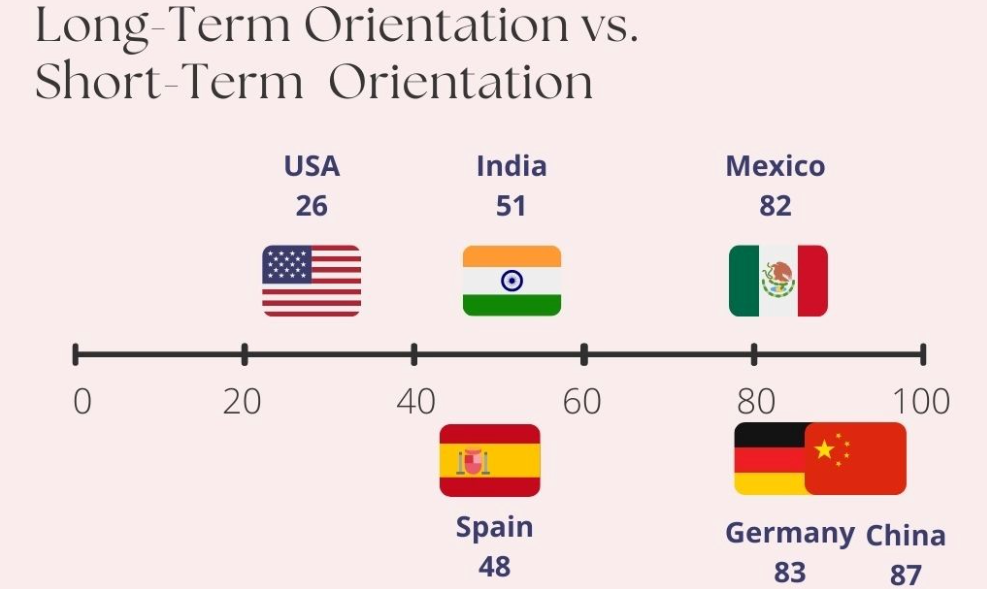 Long-Term Orientation vs.
Short-Term Orientation
USA India Mexico
26 51 82
0 20 40 60 80 100
Spain Germany China
48 83 87